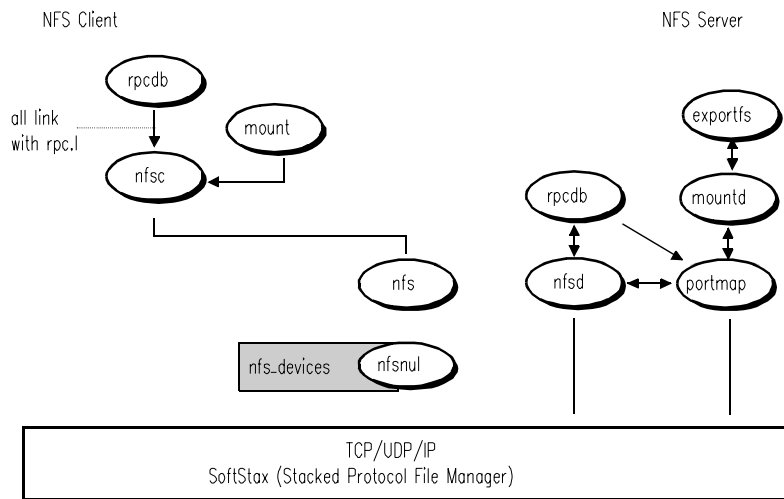 NFS Client
NFS Server
rpcdb
all link
with rpc.l
mount
nfsc
exportfs
rpcdb
mountd
nfs
nfsd
portmap
nfs_devices
nfsnul
TCP/UDP/IP
SoftStax (Stacked Protocol File Manager)